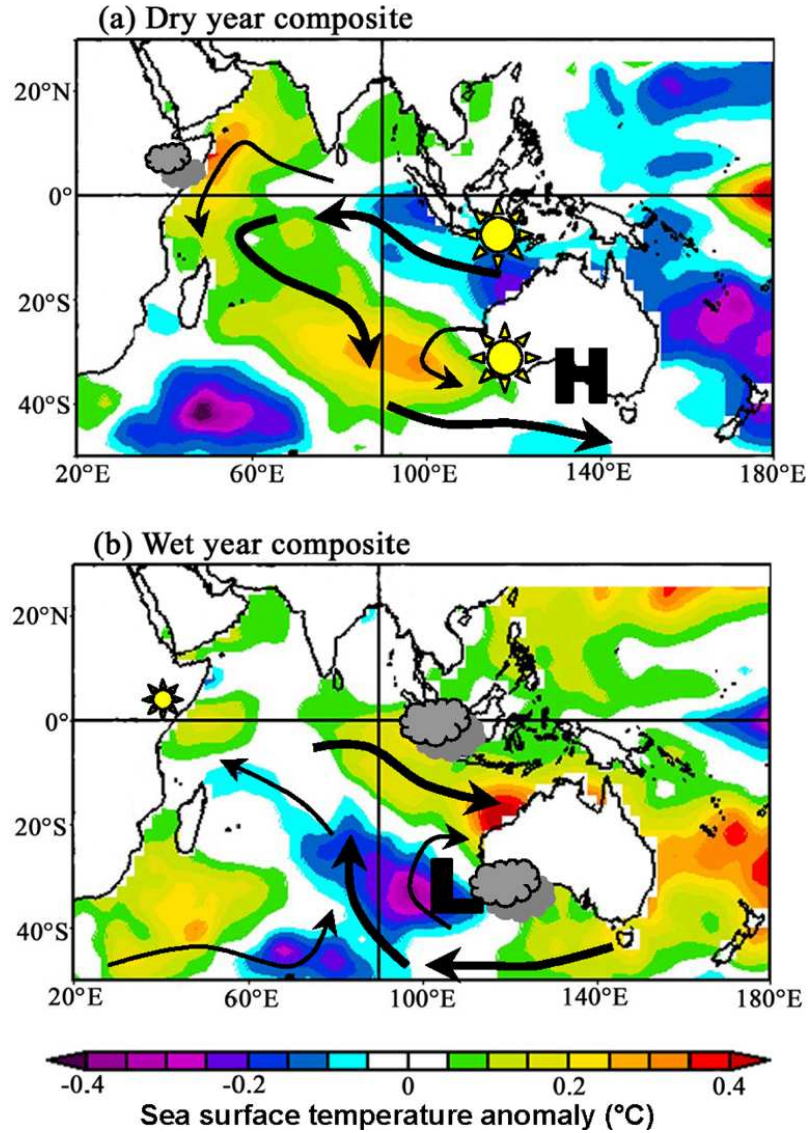 (a) Dry year composite
20°N
0°
20°S
40°S
H
20°E 60°E 100°E 140°E 180°E
(b) Wet year composite
20°N
0°
20°S
40°S
L
20°E 60°E 100°E 140°E 180°E
-0.4 -0.2 0 0.2 0.4
Sea surface temperature anomaly (°C)